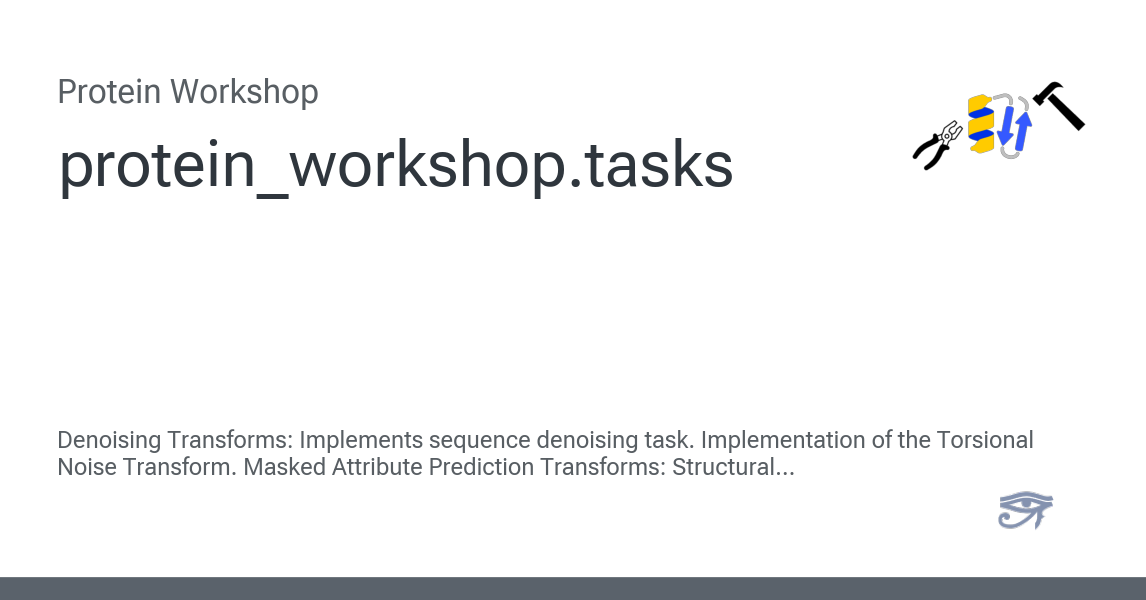 Protein Workshop
protein_workshop.tasks
Denoising Transforms: Implements sequence denoising task. Implementation of the Torsional
Noise Transform. Masked Attribute Prediction Transforms: Structural...